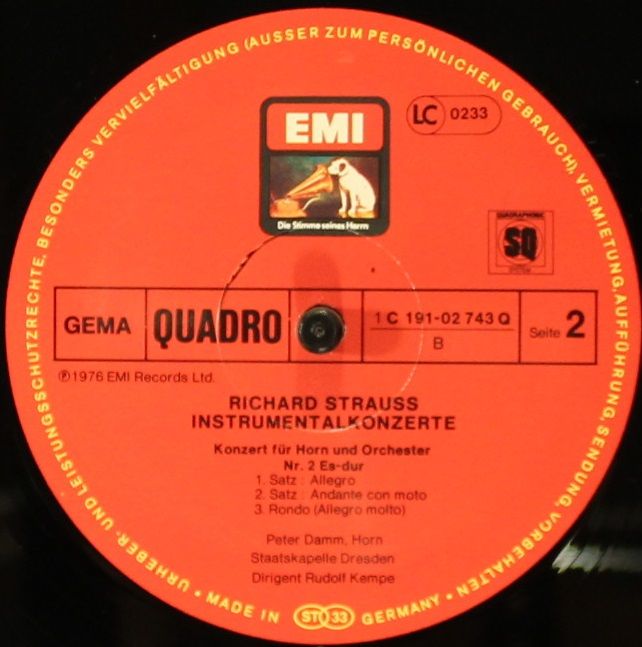 URHEBER- UND LEISTUNGSSCHUTZRECHTE, BESONDERS VERVIELFÄLTIGUNG (AUSSER ZUM PERSÖNLICHEN GEBRAUCH), VERMIETUNG, AUFFÜHRUNG, SENDUNG, VORBEHALTEN •
EMI
LC 0233
Die Stimme seines Herrn
QUADRAPHONIC
SQ
GEMA
QUADRO
1 C 191-02 743 Q
B
Seite 2
℗1976 EMI Records Ltd.
RICHARD STRAUSS
INSTRUMENTALKONZERTE
Konzert für Horn und Orchester
Nr. 2 Es-dur
1. Satz : Allegro
2. Satz : Andante con moto
3. Rondo (Allegro molto)
Peter Damm, Horn
Staatskapelle Dresden
Dirigent Rudolf Kempe
• MADE IN ST 33 GERMANY •